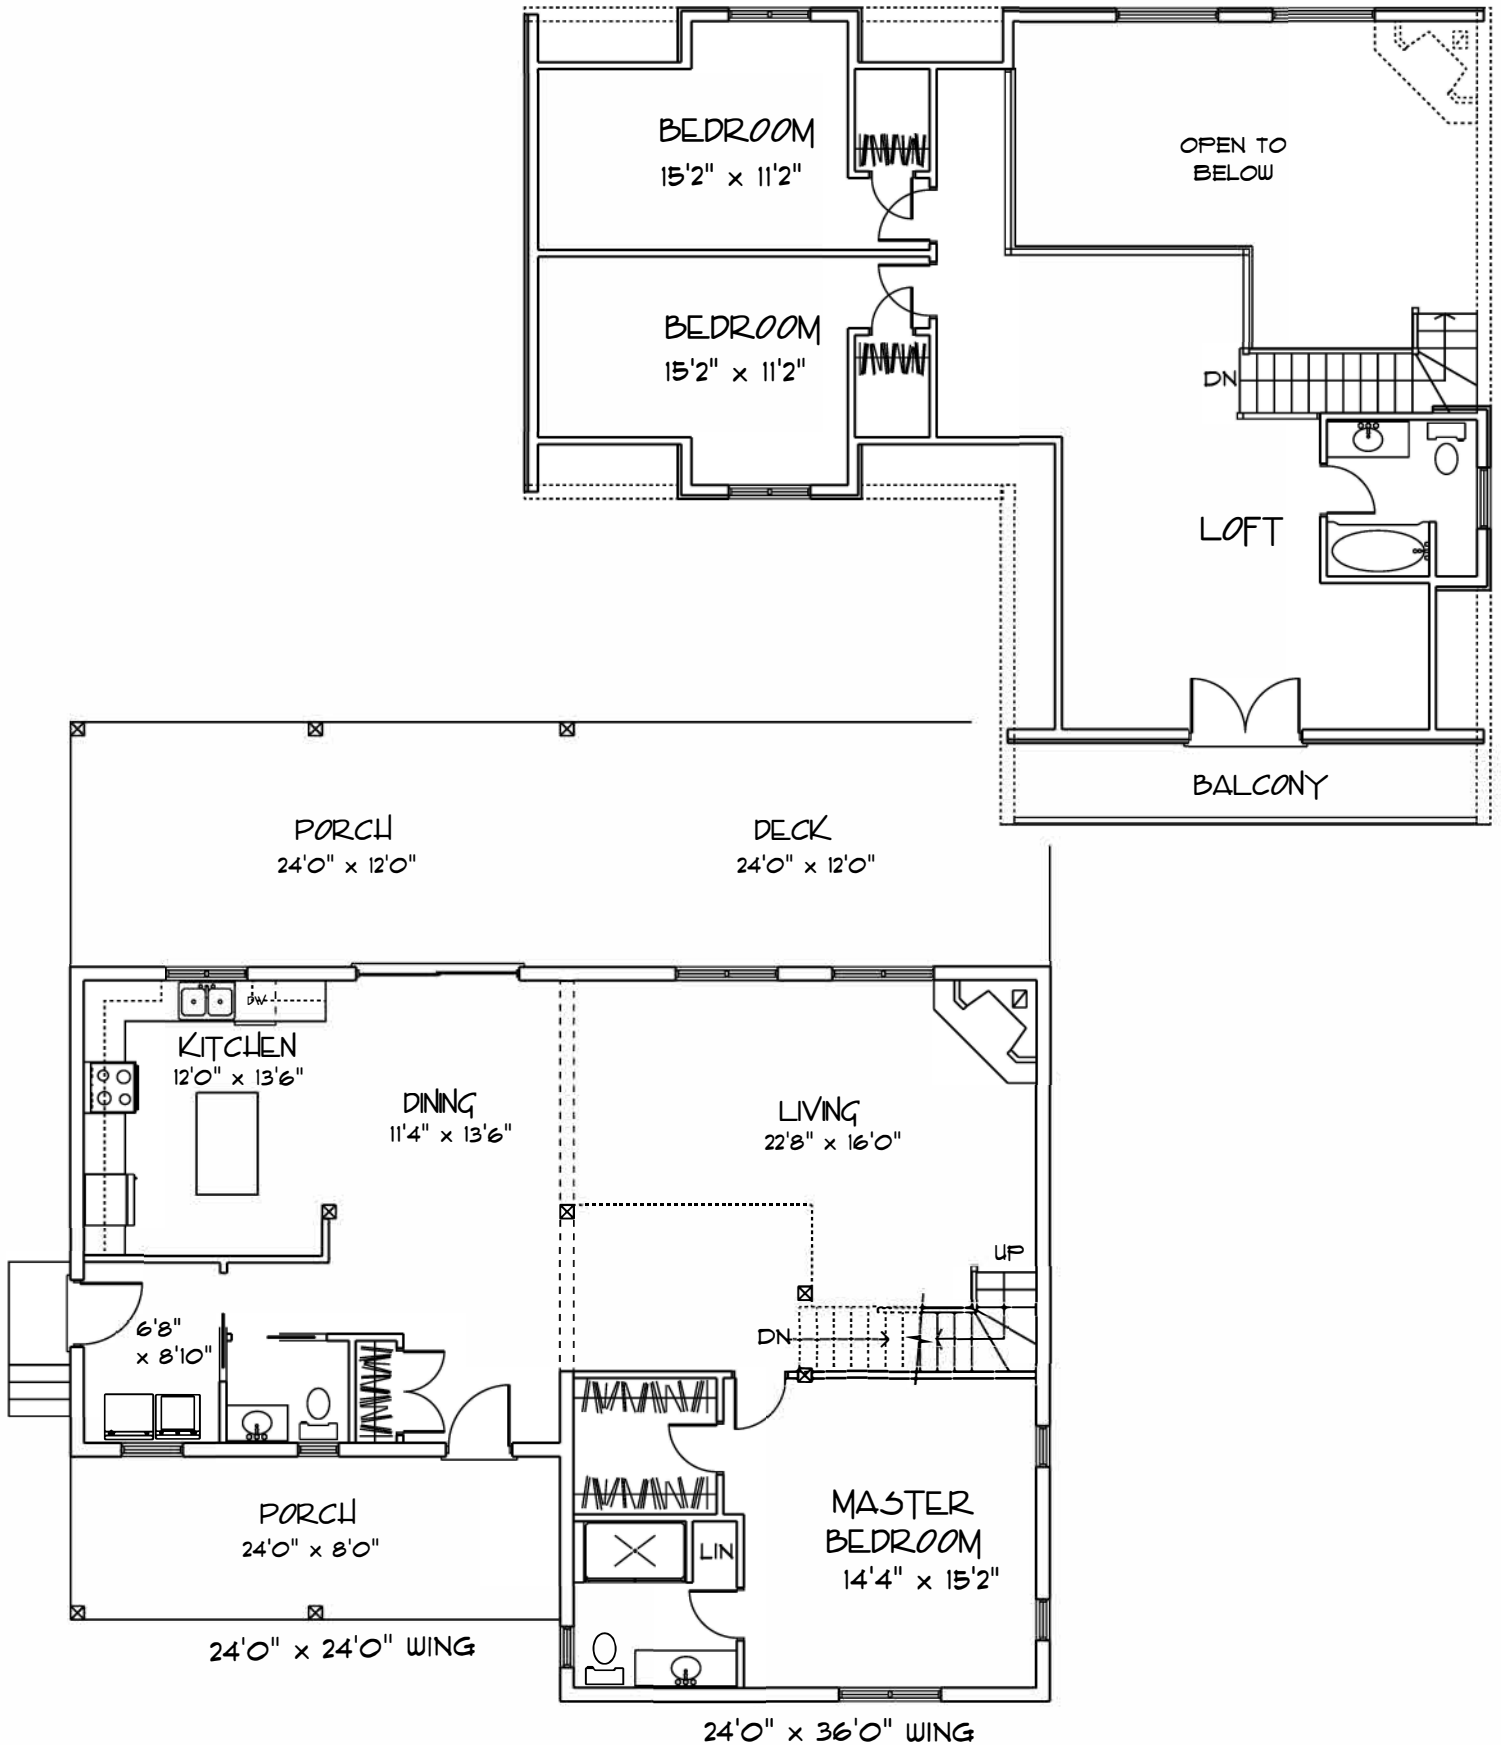 BEDROOM
15'2" x 11'2"
OPEN TO
BELOW
BEDROOM
15'2" x 11'2"
DN
LOFT
BALCONY
PORCH
24'0" x 12'0"
DECK
24'0" x 12'0"
DW
KITCHEN
12'0" x 13'6"
DINING
11'4" x 13'6"
LIVING
22'8" x 16'0"
UP
6'8"
x 8'10"
DN
PORCH
24'0" x 8'0"
LIN
MASTER
BEDROOM
14'4" x 15'2"
24'0" x 24'0" WING
24'0" x 36'0" WING